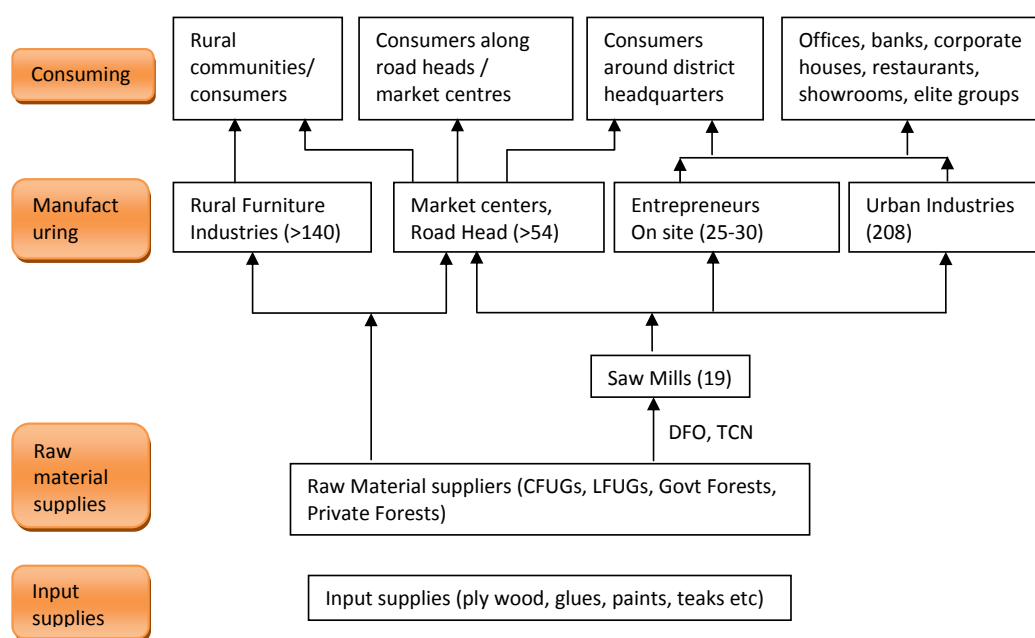 Consuming
Rural
communities/
consumers
Consumers along
road heads /
market centres
Consumers
around district
headquarters
Offices, banks, corporate
houses, restaurants,
showrooms, elite groups
Manufact
uring
Rural Furniture
Industries (>140)
Market centers,
Road Head (>54)
Entrepreneurs
On site (25-30)
Urban Industries
(208)
Saw Mills (19)
DFO, TCN
Raw
material
supplies
Raw Material suppliers (CFUGs, LFUGs, Govt Forests,
Private Forests)
Input
supplies
Input supplies (ply wood, glues, paints, teaks etc)